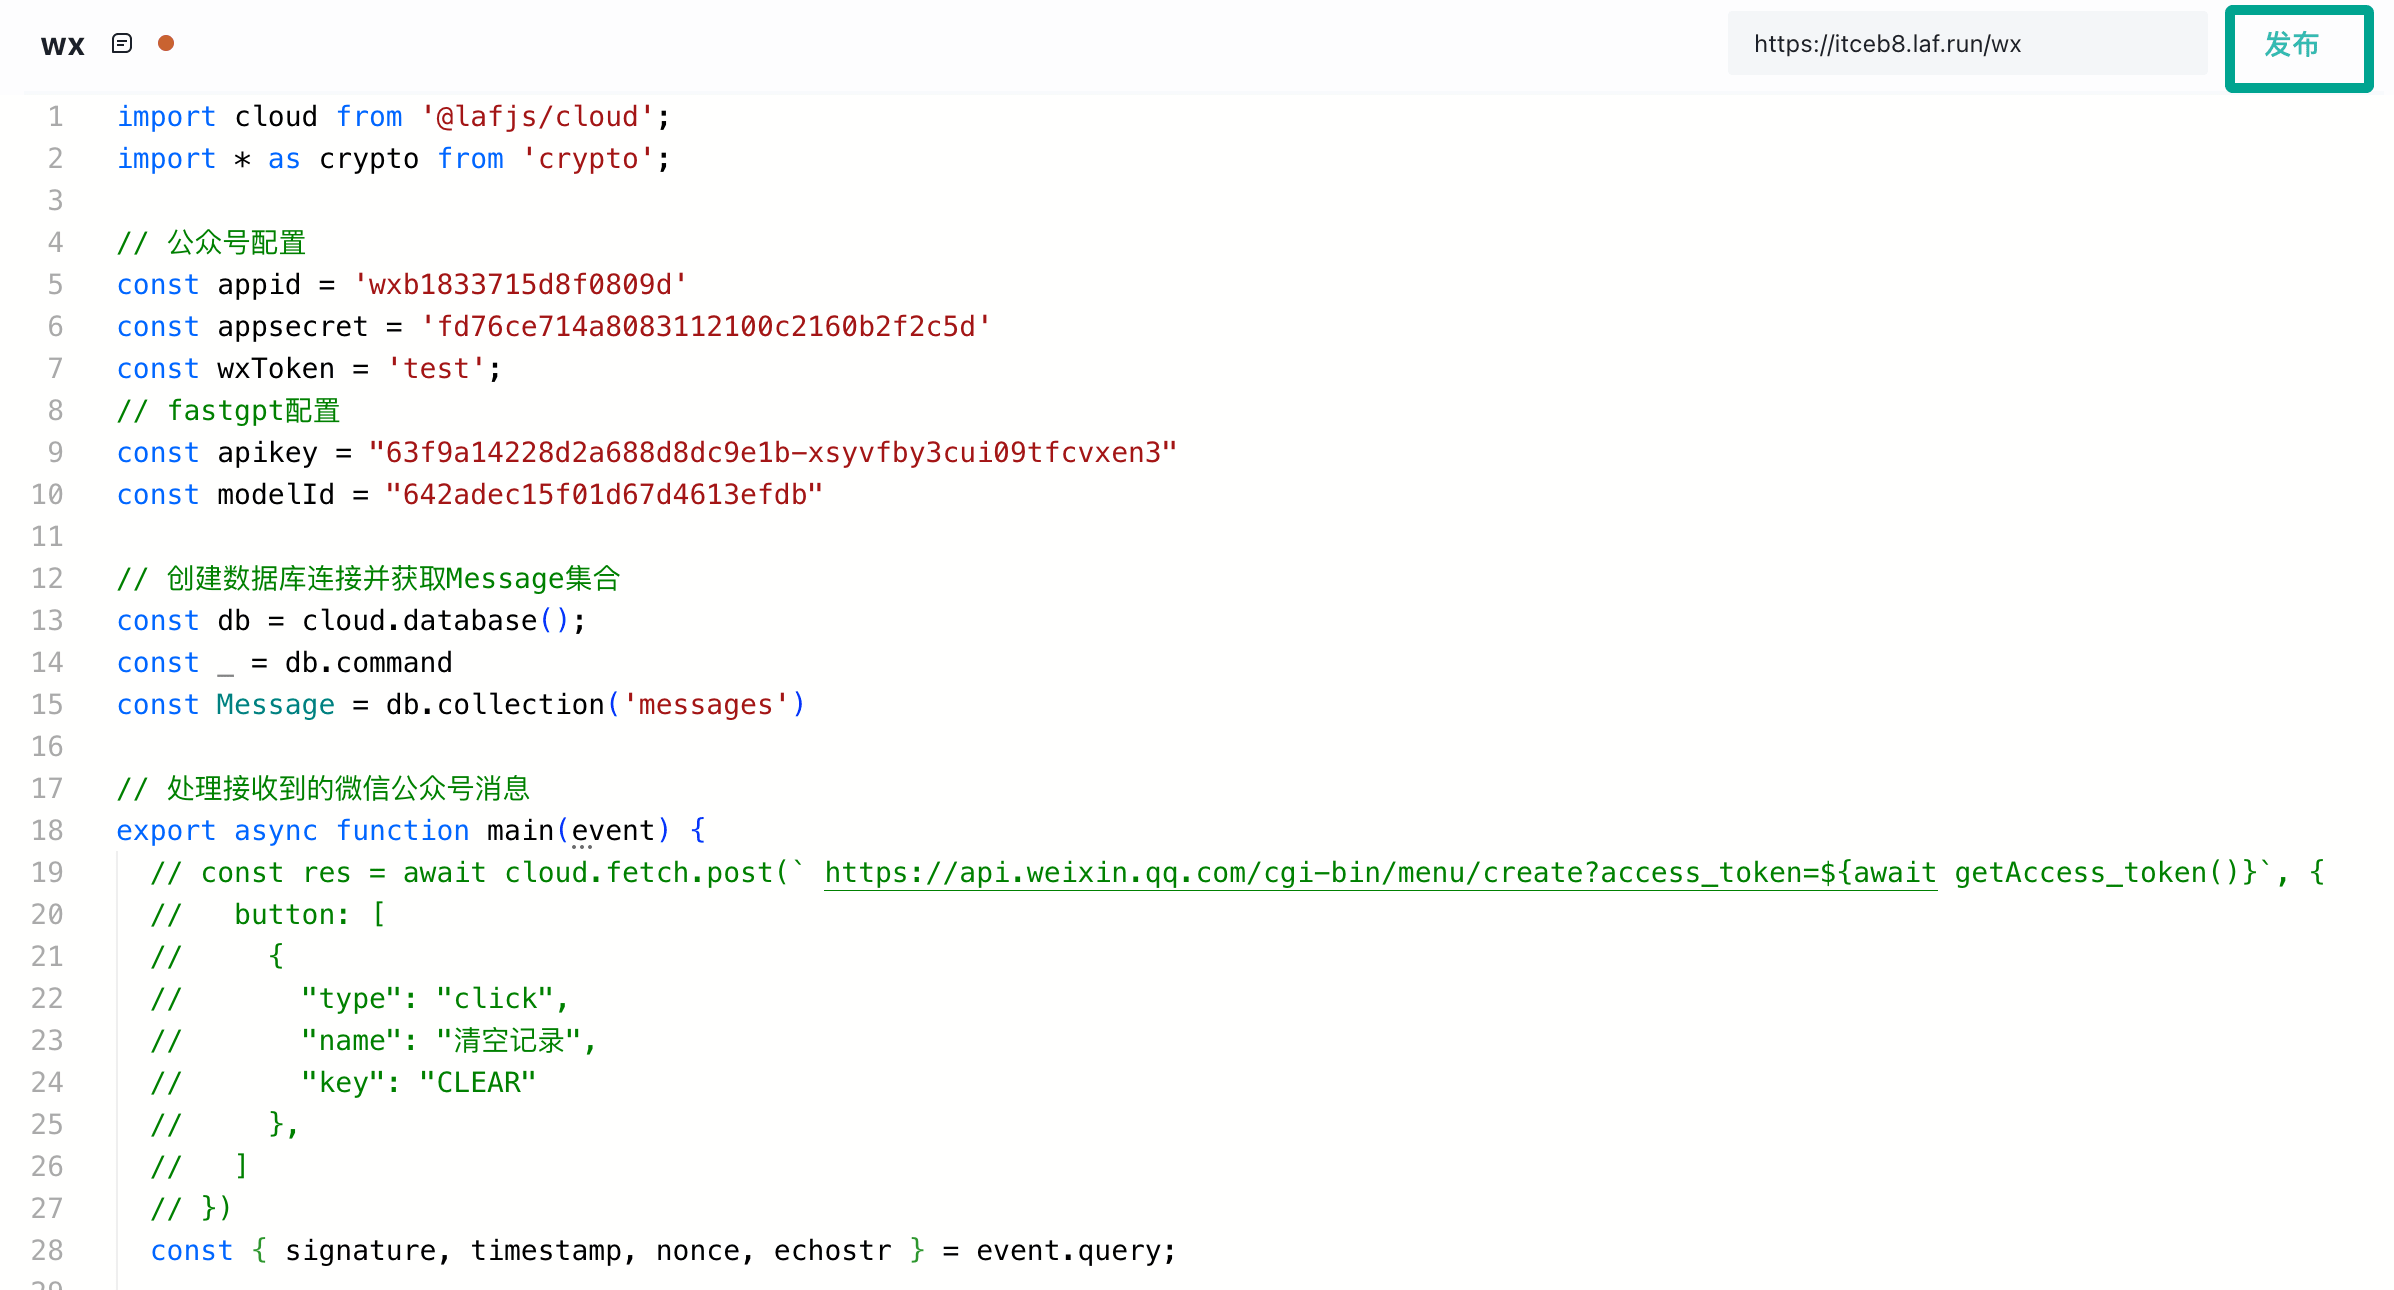 wx
https://itceb8.laf.run/wx 发布
1 import cloud from '@lafjs/cloud';
2 import * as crypto from 'crypto';
3
4 // 公众号配置
5 const appid = 'wxb1833715d8f0809d'
6 const appsecret = 'fd76ce714a8083112100c2160b2f2c5d'
7 const wxToken = 'test';
8 // fastgpt配置
9 const apikey = "63f9a14228d2a688d8dc9e1b-xsyvfby3cui09tfcvxen3"
10 const modelId = "642adec15f01d67d4613efdb"
11
12 // 创建数据库连接并获取Message集合
13 const db = cloud.database();
14 const _ = db.command
15 const Message = db.collection('messages')
16
17 // 处理接收到的微信公众号消息
18 export async function main(event) {
19 // const res = await cloud.fetch.post(` https://api.weixin.qq.com/cgi-bin/menu/create?access_token=${await getAccess_token()}`, {
20 //   button: [
21 //     {
22 //       "type": "click",
23 //       "name": "清空记录",
24 //       "key": "CLEAR"
25 //     },
26 //   ]
27 // })
28 const { signature, timestamp, nonce, echostr } = event.query;